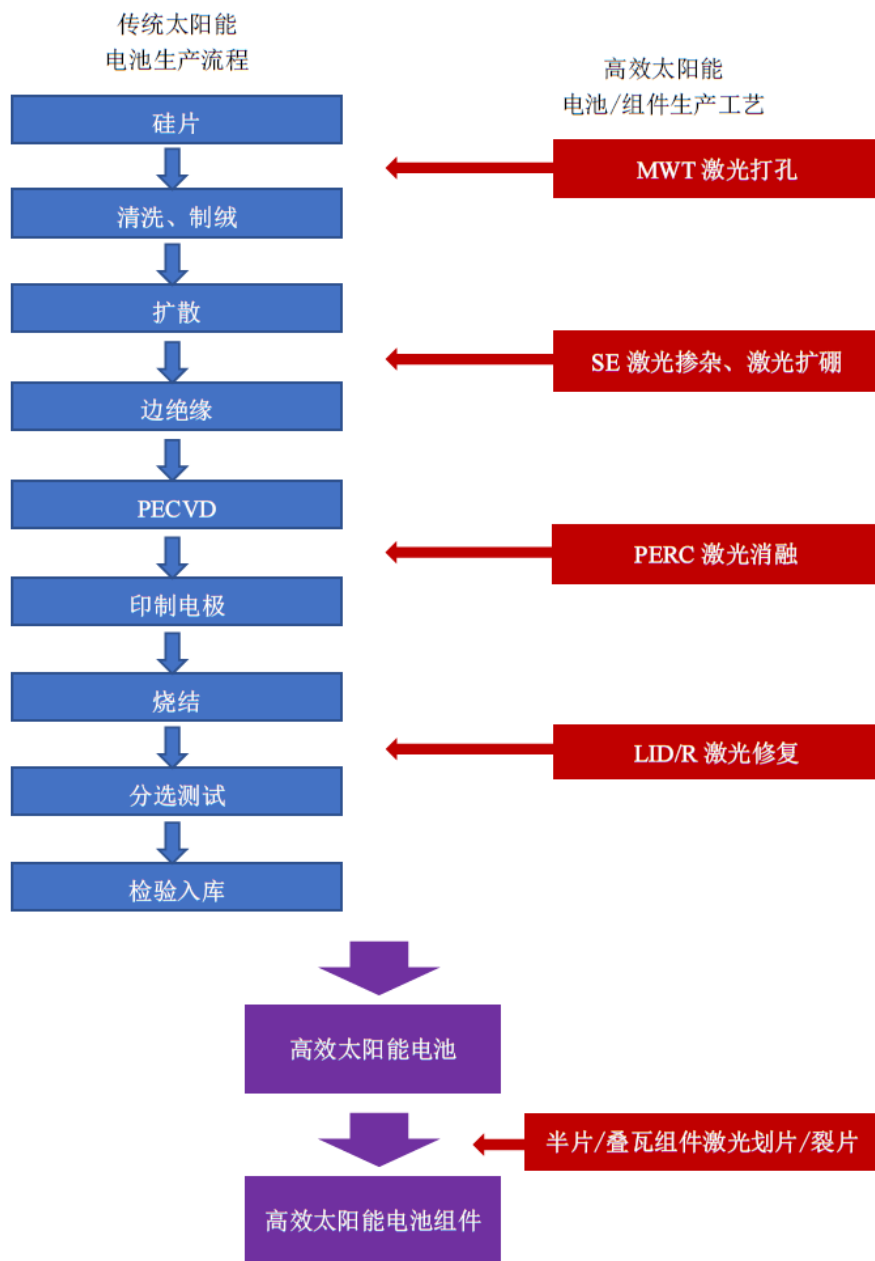 传统太阳能
电池生产流程
高效太阳能
电池/组件生产工艺
硅片
MWT 激光打孔
清洗、制绒
扩散
SE 激光掺杂、激光扩硼
边绝缘
PECVD
PERC 激光消融
印制电极
烧结
LID/R 激光修复
分选测试
检验入库
高效太阳能电池
半片/叠瓦组件激光划片/裂片
高效太阳能电池组件